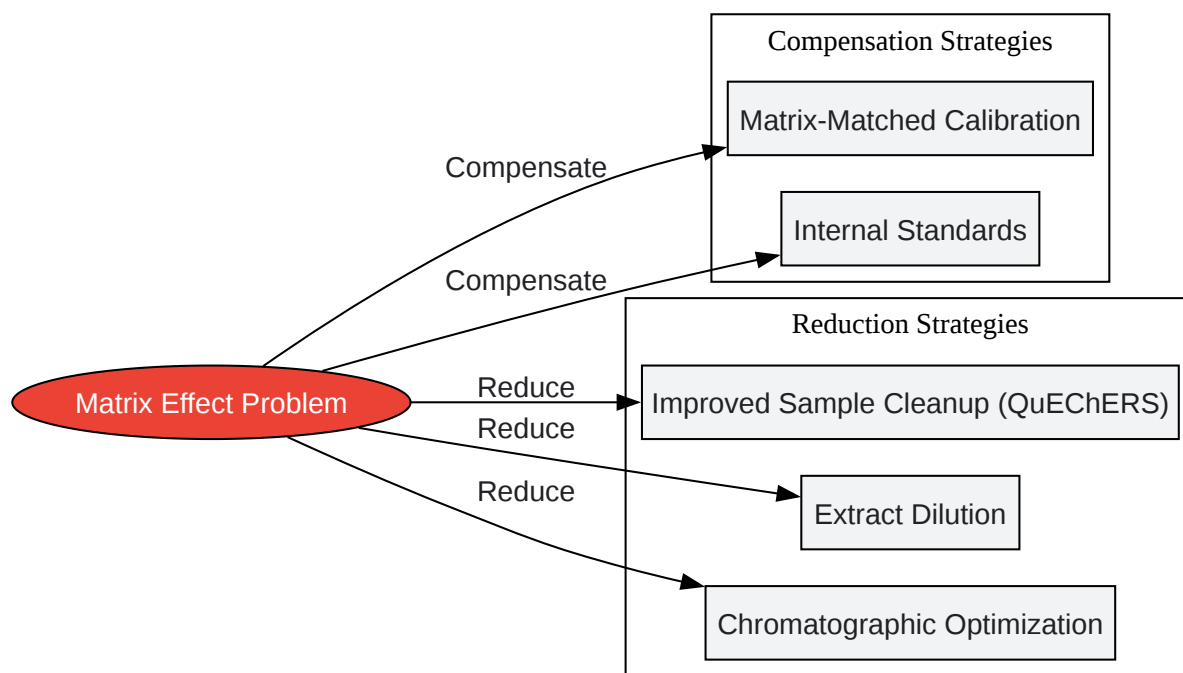 Compensation Strategies
Matrix-Matched Calibration
Compensate
Internal Standards
Compensate
Reduction Strategies
Matrix Effect Problem
Reduce
Improved Sample Cleanup (QuEChERS)
Reduce
Extract Dilution
Reduce
Chromatographic Optimization